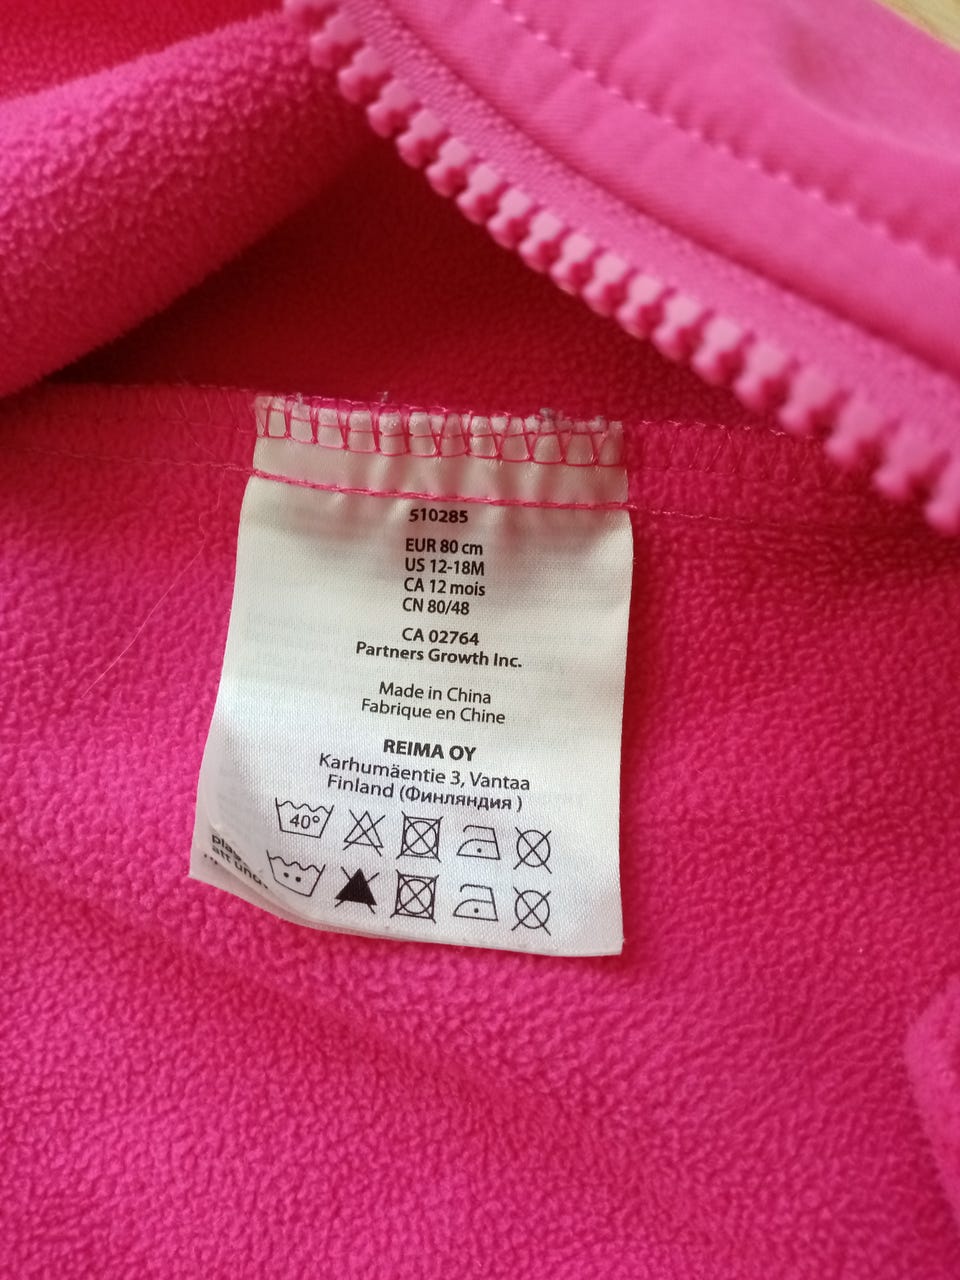 510285
EUR 80 cm
US 12-18M
CA 12 mois
CN 80/48
CA 02764
Partners Growth Inc.
Made in China
Fabrique en Chine
REIMA OY
Karhumäentie 3, Vantaa
Finland (Финляндия )
40°